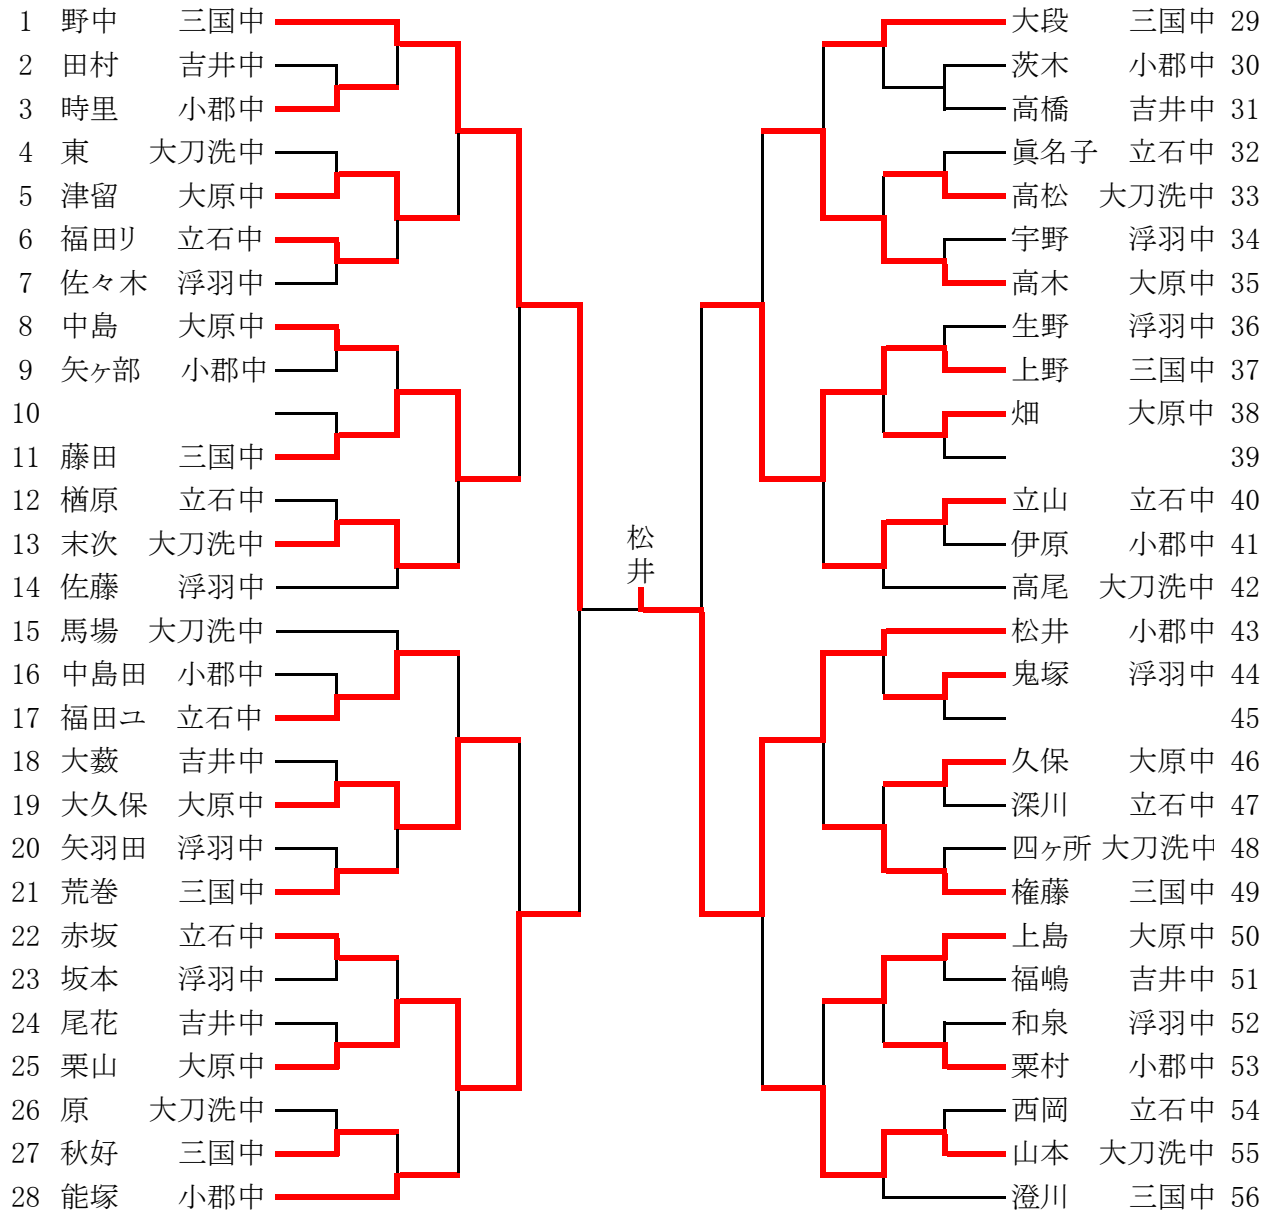 1 野中 三国中
2 田村 吉井中
3 時里 小郡中
4 東 大刀洗中
5 津留 大原中
6 福田リ 立石中
7 佐々木 浮羽中
8 中島 大原中
9 矢ヶ部 小郡中
10
11 藤田 三国中
12 楢原 立石中
13 末次 大刀洗中
14 佐藤 浮羽中
15 馬場 大刀洗中
16 中島田 小郡中
17 福田ユ 立石中
18 大薮 吉井中
19 大久保 大原中
20 矢羽田 浮羽中
21 荒巻 三国中
22 赤坂 立石中
23 坂本 浮羽中
24 尾花 吉井中
25 栗山 大原中
26 原 大刀洗中
27 秋好 三国中
28 能塚 小郡中
松
井
大段 三国中 29
茨木 小郡中 30
高橋 吉井中 31
眞名子 立石中 32
高松 大刀洗中 33
宇野 浮羽中 34
高木 大原中 35
生野 浮羽中 36
上野 三国中 37
畑 大原中 38
39
立山 立石中 40
伊原 小郡中 41
高尾 大刀洗中 42
松井 小郡中 43
鬼塚 浮羽中 44
45
久保 大原中 46
深川 立石中 47
四ヶ所 大刀洗中 48
権藤 三国中 49
上島 大原中 50
福嶋 吉井中 51
和泉 浮羽中 52
粟村 小郡中 53
西岡 立石中 54
山本 大刀洗中 55
澄川 三国中 56